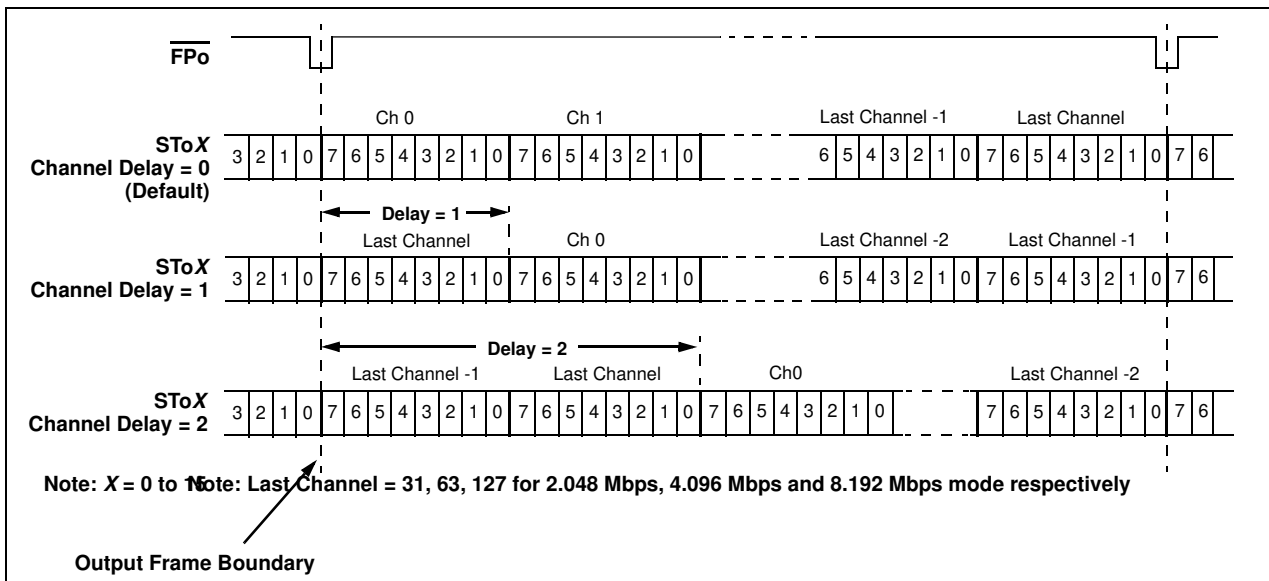 FPo
Ch 0 Ch 1 Last Channel -1 Last Channel
SToX
Channel Delay = 0
(Default)
3 2 1 0 7 6 5 4 3 2 1 0 7 6 5 4 3 2 1 0 6 5 4 3 2 1 0 7 6 5 4 3 2 1 0 7 6
Delay = 1
Last Channel Ch 0 Last Channel -2 Last Channel -1
SToX
Channel Delay = 1
3 2 1 0 7 6 5 4 3 2 1 0 7 6 5 4 3 2 1 0 6 5 4 3 2 1 0 7 6 5 4 3 2 1 0 7 6
Delay = 2
Last Channel -1 Last Channel Ch0 Last Channel -2
SToX
Channel Delay = 2
3 2 1 0 7 6 5 4 3 2 1 0 7 6 5 4 3 2 1 0 7 6 5 4 3 2 1 0 7 6 5 4 3 2 1 0 7 6
Note: X = 0 to 15 Note: Last Channel = 31, 63, 127 for 2.048 Mbps, 4.096 Mbps and 8.192 Mbps mode respectively
Output Frame Boundary